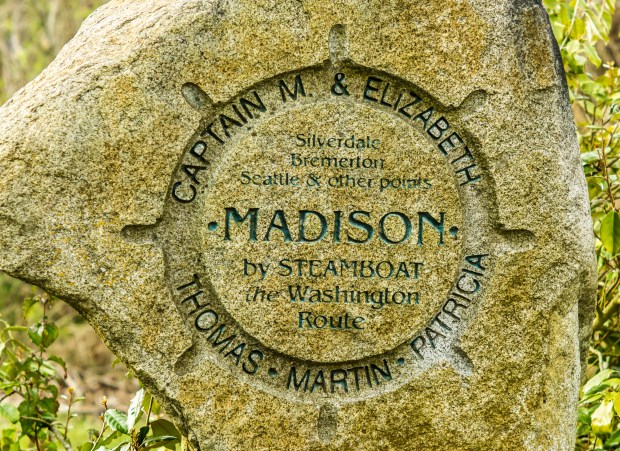 CAPTAIN M. & ELIZABETH
Silverdale
Bremerton
Seattle & other points
• MADISON •
by STEAMBOAT
the Washington
Route
THOMAS • MARTIN • PATRICIA